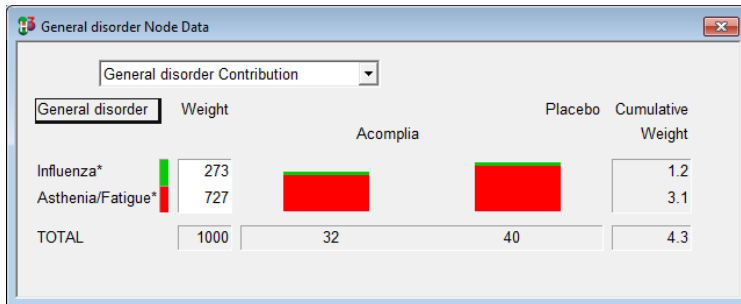 General disorder Node Data
General disorder Contribution
General disorder Weight Placebo Cumulative
Acomplia Weight
Influenza* 273 1.2
Asthenia/Fatigue* 727 3.1
TOTAL 1000 32 40 4.3